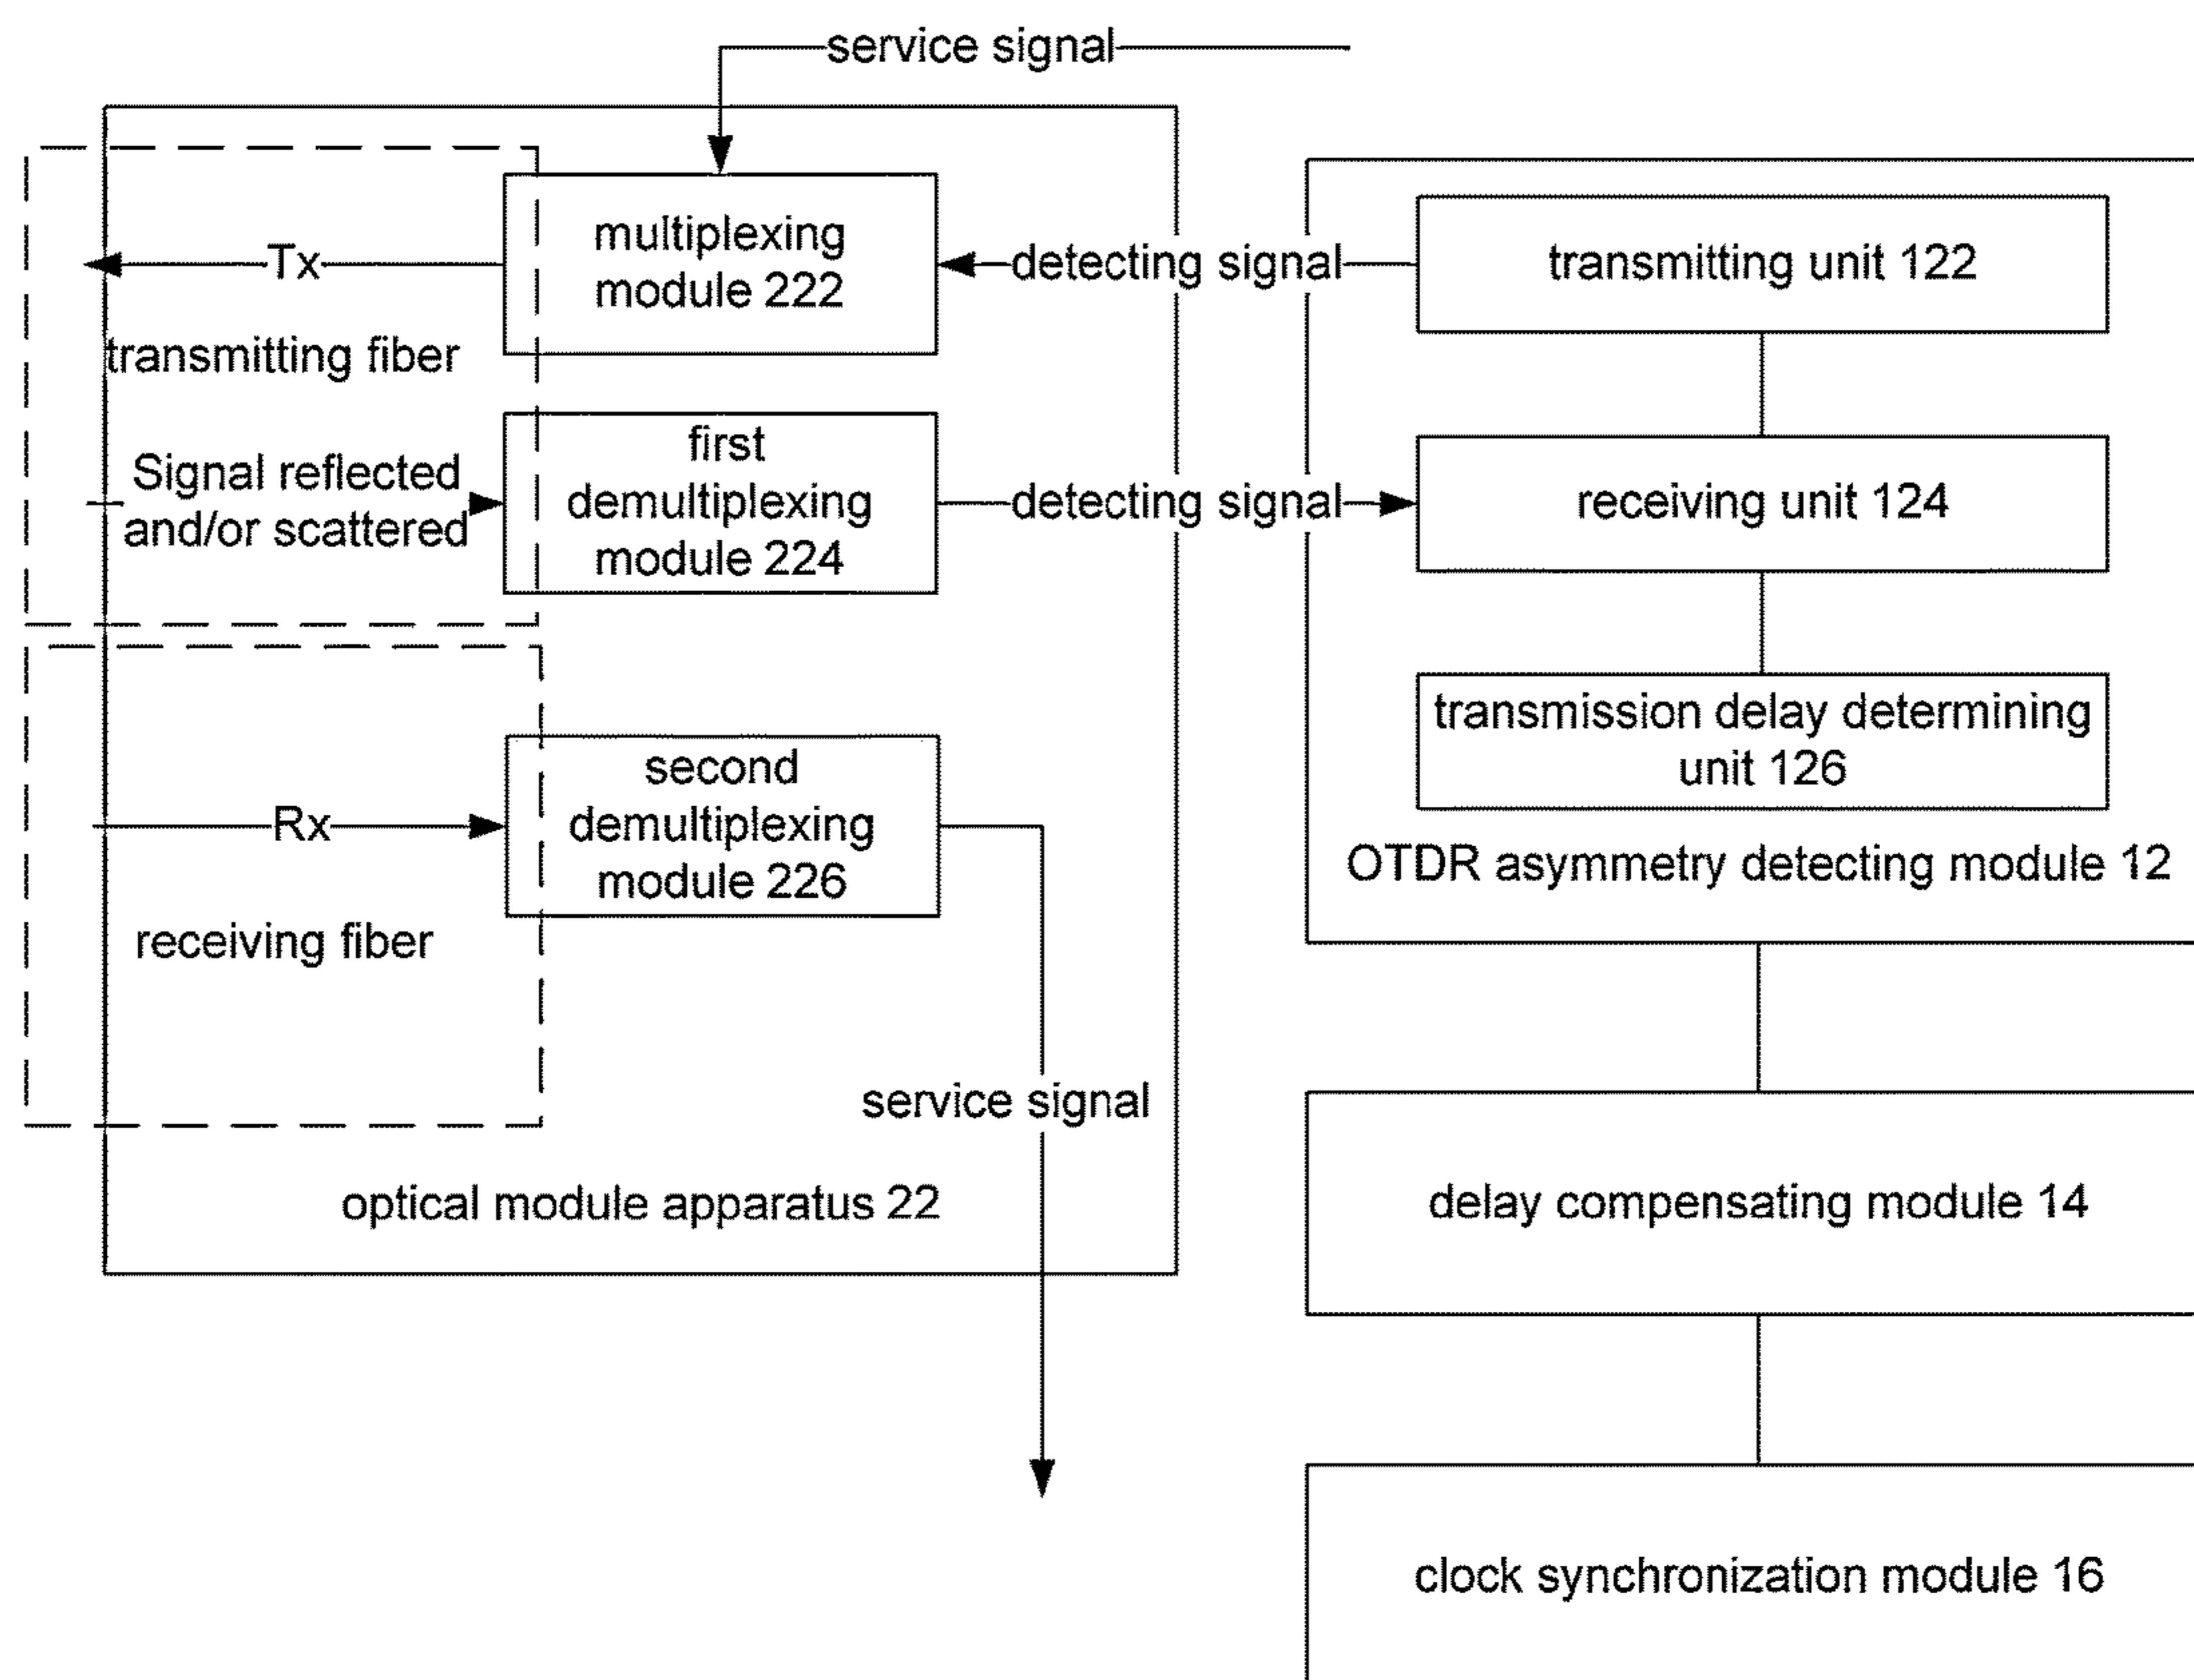 service signal
multiplexing
module 222
Tx
detecting signal
transmitting unit 122
transmitting fiber
Signal reflected
and/or scattered
first
demultiplexing
module 224
detecting signal
receiving unit 124
transmission delay determining
unit 126
OTDR asymmetry detecting module 12
Rx
second
demultiplexing
module 226
receiving fiber
service signal
optical module apparatus 22
delay compensating module 14
clock synchronization module 16